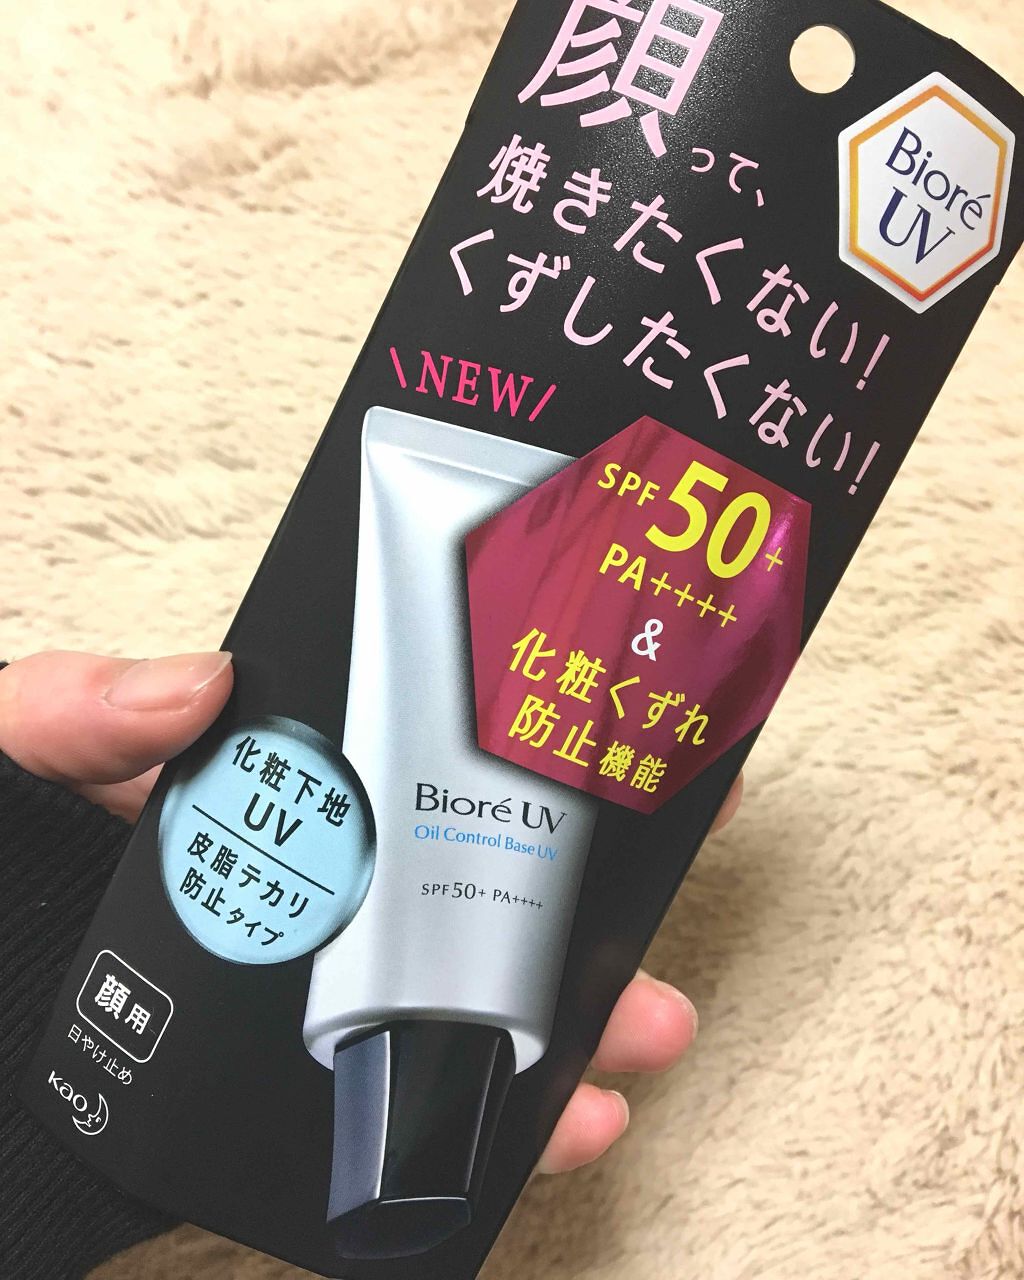 顔って、
焼きたくない!
くずしたくない!
Bioré
UV
\NEW/
SPF50+
PA++++
&
化粧くずれ
防止機能
Bioré UV
Oil Control Base UV
SPF50+ PA++++
化粧下地
UV
皮脂テカリ
防止タイプ
顔用
日やけ止め
Kao